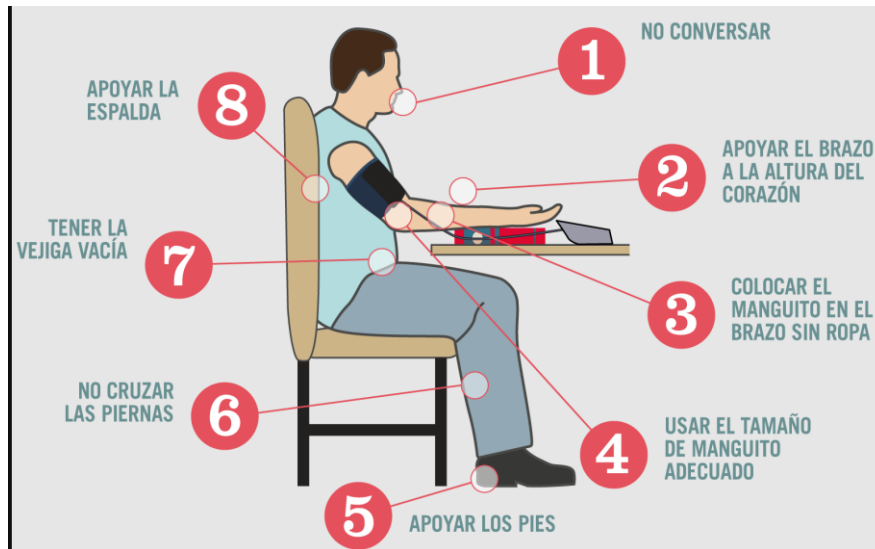 1
NO CONVERSAR
2
APOYAR EL BRAZO
A LA ALTURA DEL
CORAZÓN
3
COLOCAR EL
MANGUITO EN EL
BRAZO SIN ROPA
4
USAR EL TAMAÑO
DE MANGUITO
ADECUADO
5
APOYAR LOS PIES
6
NO CRUZAR
LAS PIERNAS
7
TENER LA
VEJIGA VACÍA
8
APOYAR LA
ESPALDA